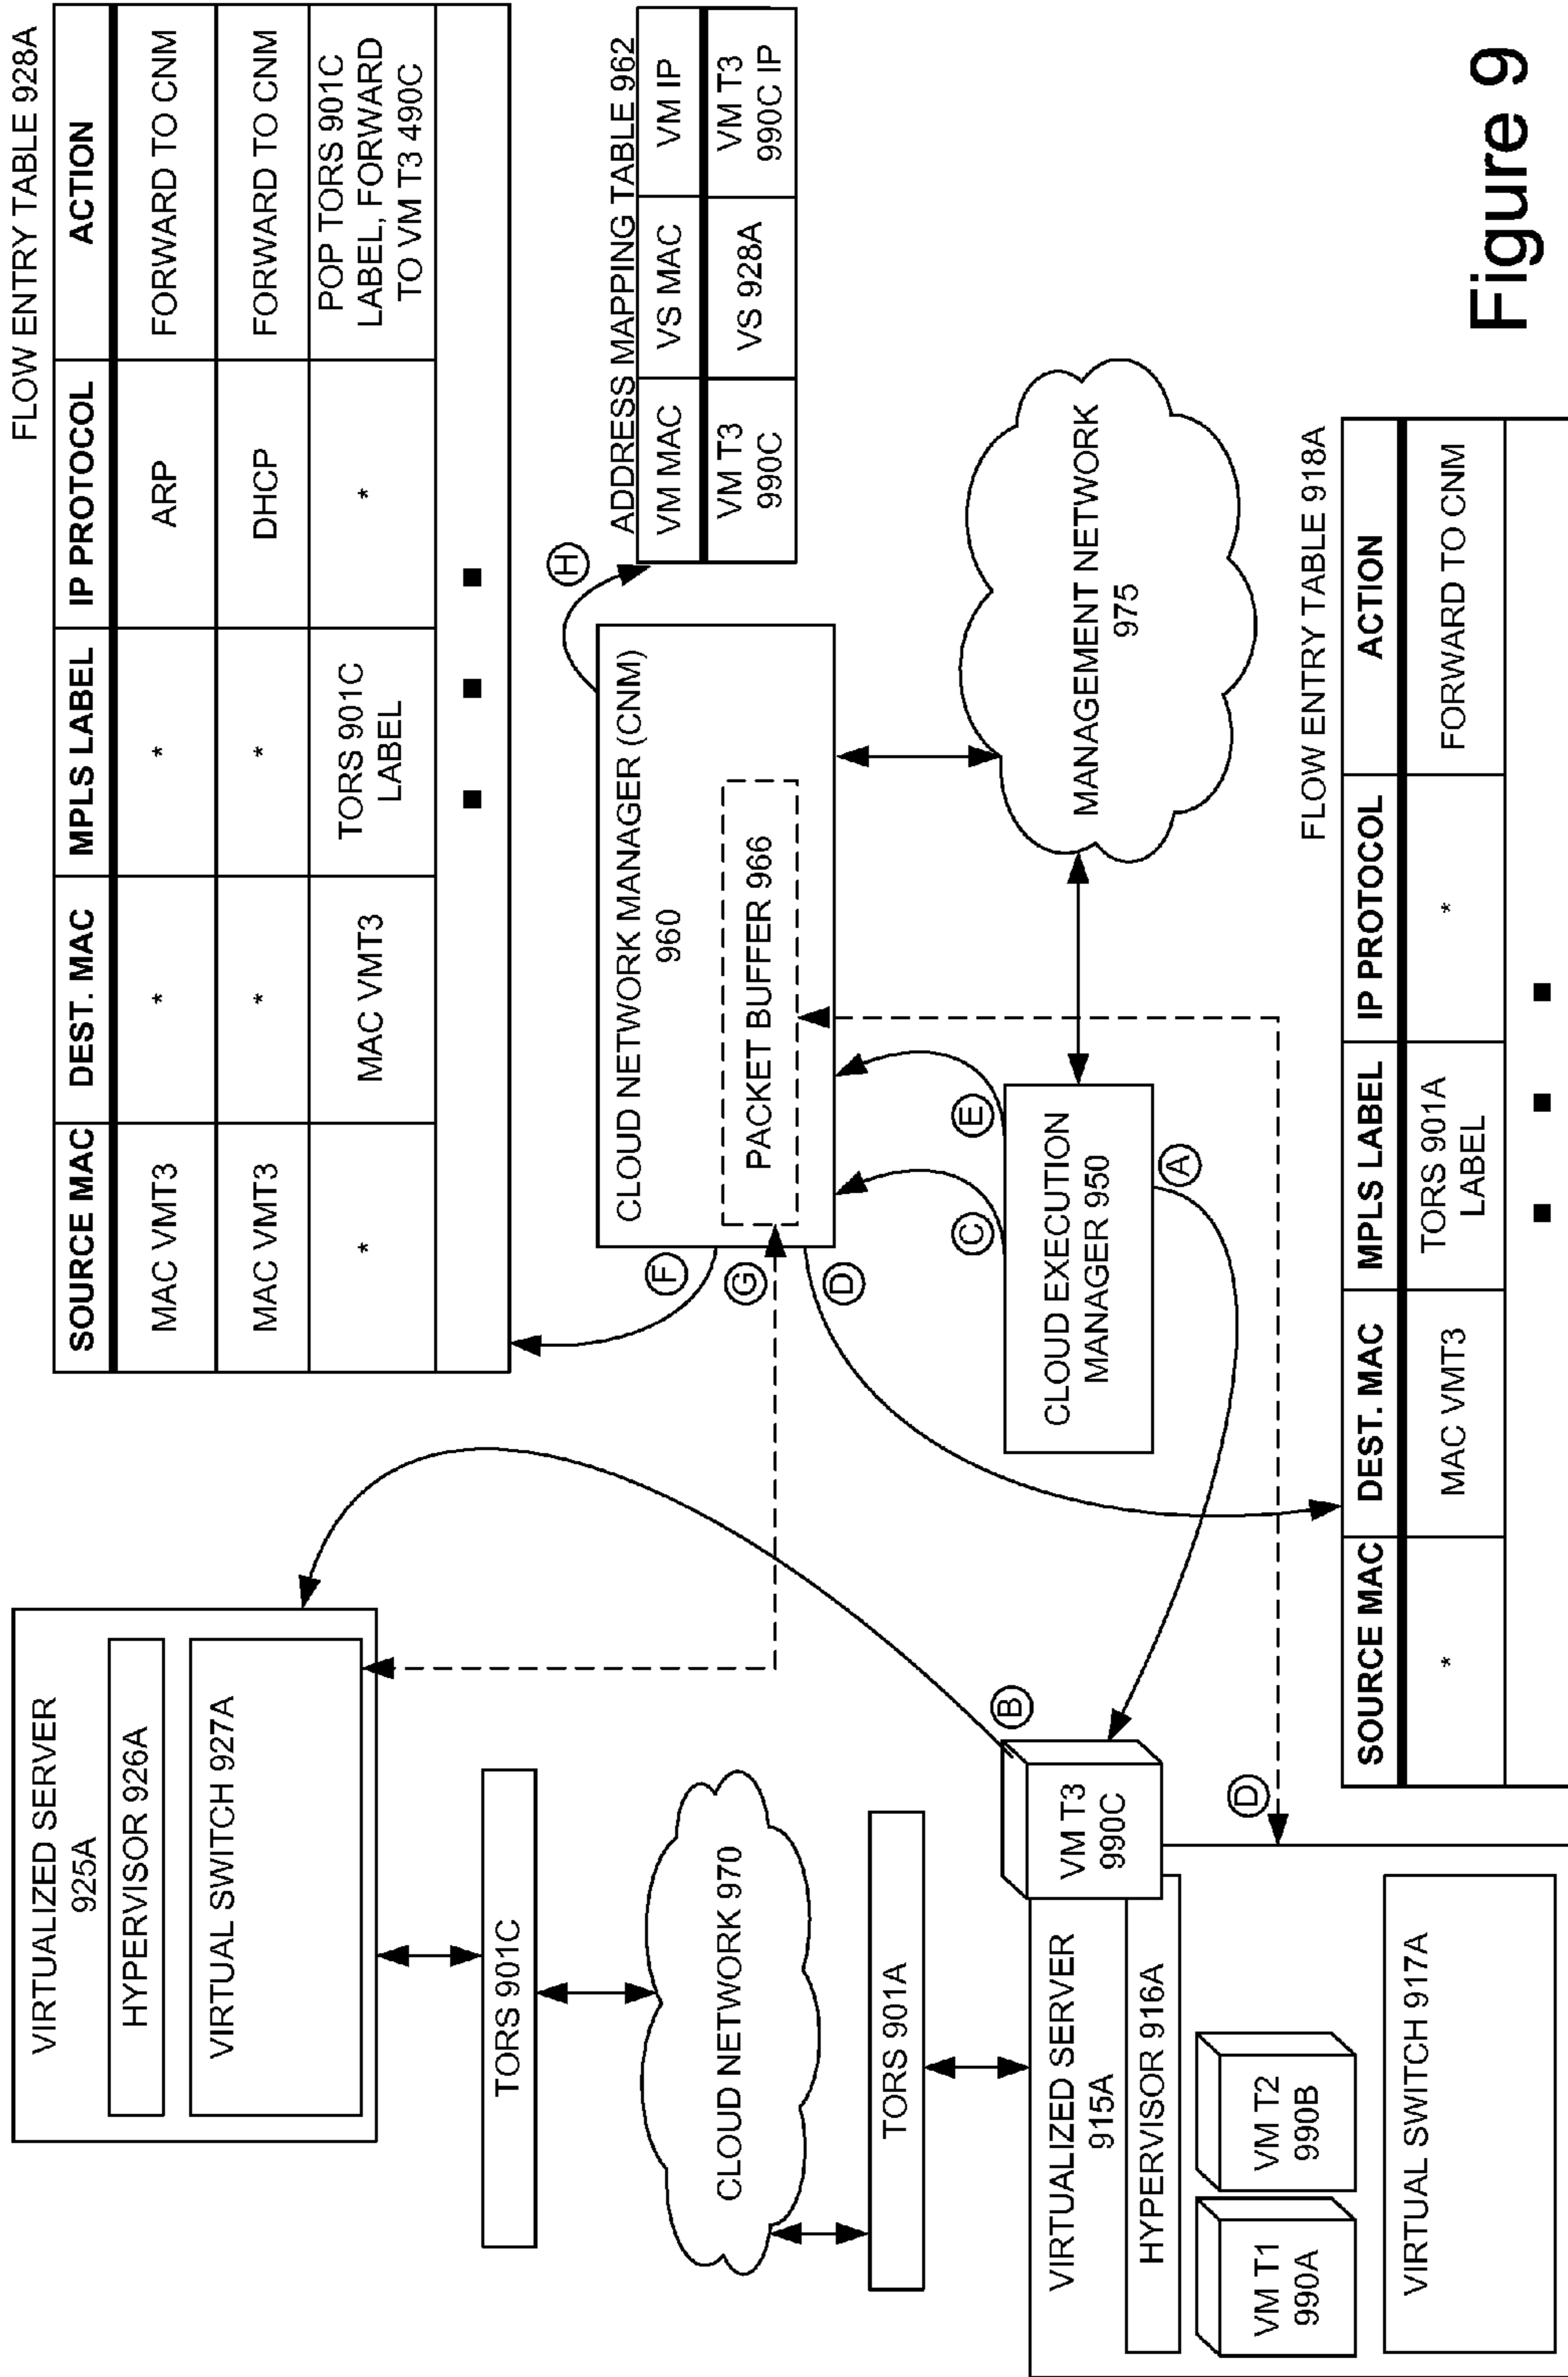 FLOW ENTRY TABLE 928A
SOURCE MAC DEST. MAC MPLS LABEL IP PROTOCOL ACTION
MAC VMT3 * * ARP FORWARD TO CNM
MAC VMT3 * * DHCP FORWARD TO CNM
* MAC VMT3 TORS 901C * POP TORS 901C
LABEL LABEL, FORWARD
TO VM T3 490C
VIRTUALIZED SERVER
925A
HYPERVISOR 926A
VIRTUAL SWITCH 927A
TORS 901C
CLOUD NETWORK 970
TORS 901A
VIRTUALIZED SERVER
915A
HYPERVISOR 916A
VM T1
990A
VM T2
990B
VM T3
990C
VIRTUAL SWITCH 917A
B
D
F
G
D
CLOUD NETWORK MANAGER (CNM)
960
PACKET BUFFER 966
H
C
E
CLOUD EXECUTION
MANAGER 950
A
ADDRESS MAPPING TABLE 962
VM MAC VS MAC VM IP
VM T3 VS 928A VM T3
990C 990C IP
MANAGEMENT NETWORK
975
FLOW ENTRY TABLE 918A
SOURCE MAC DEST. MAC MPLS LABEL IP PROTOCOL ACTION
* MAC VMT3 TORS 901A * FORWARD TO CNM
LABEL
Figure 9